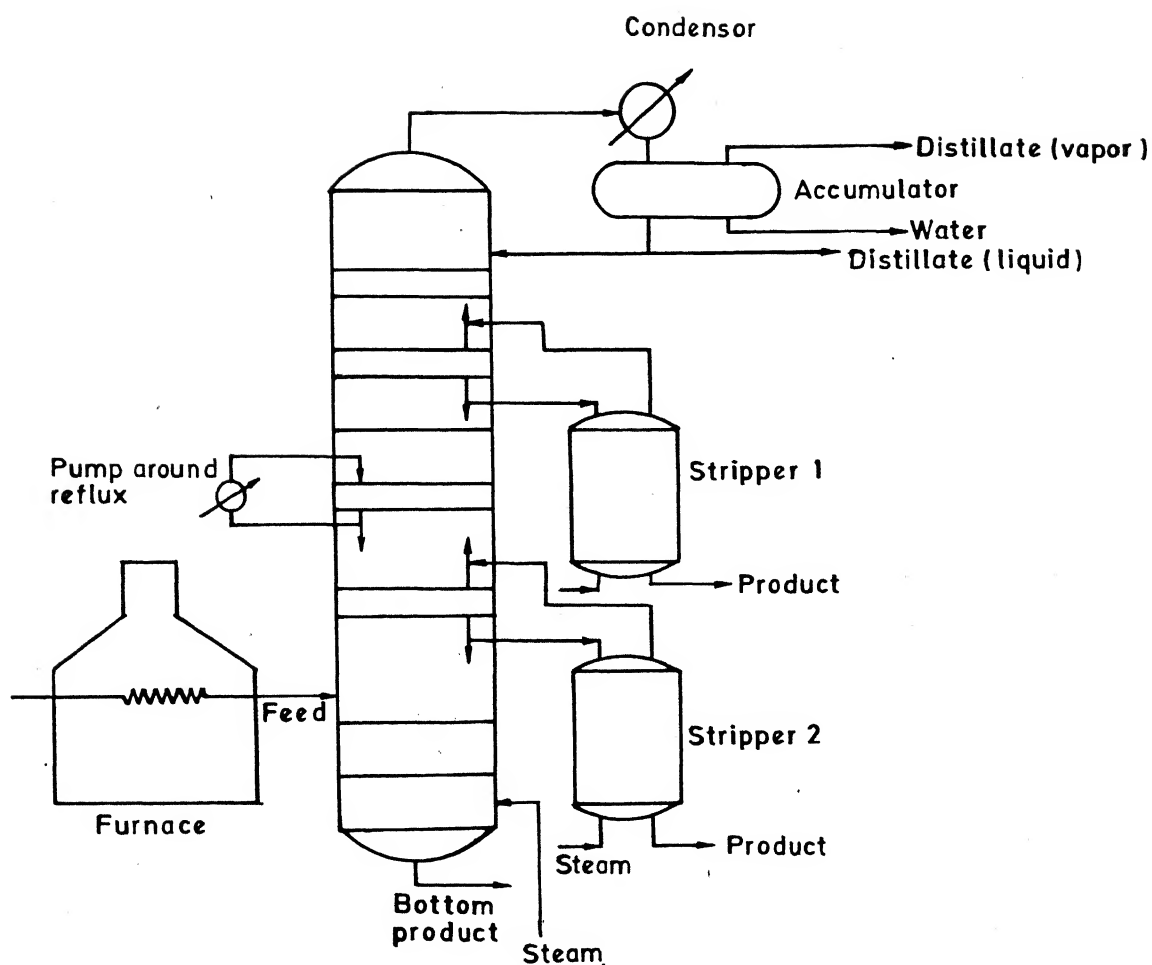 Condensor
Distillate (vapor)
Accumulator
Water
Distillate (liquid)
Pump around
reflux
Stripper 1
Product
Feed
Stripper 2
Furnace
Steam
Product
Bottom
product
Steam